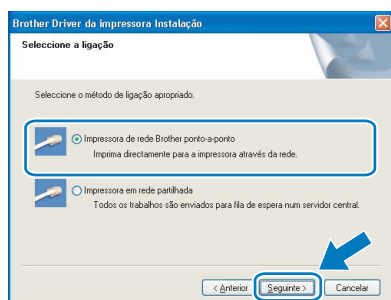 Brother Driver da impressora Instalação
Seleccione a ligação
Seleccione o método de ligação apropriado.
Impressora de rede Brother ponto-a-ponto
Imprima directamente para a impressora através da rede.
Impressora em rede partilhada
Todos os trabalhos são enviados para fila de espera num servidor central.
< Anterior Seguinte > Cancelar